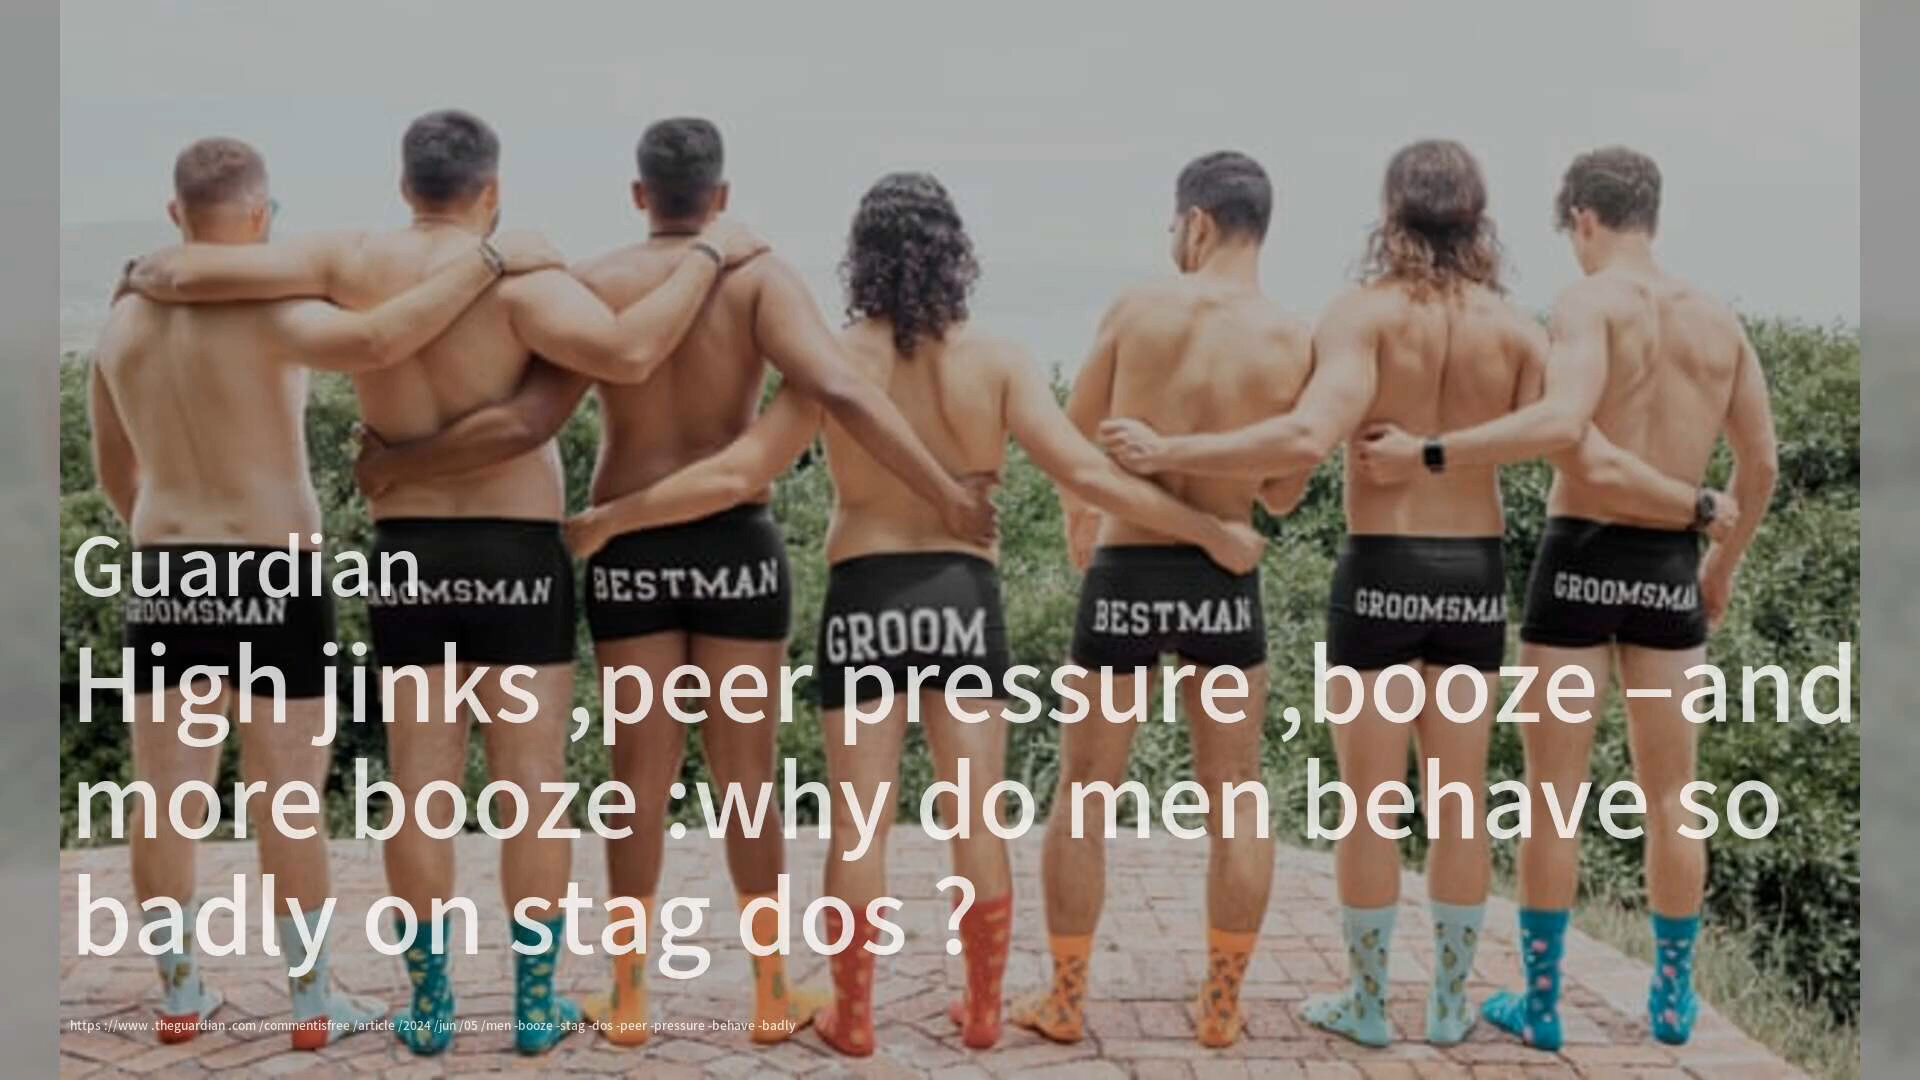 Guardian
GROOMSMAN
GROOMSMAN
BESTMAN
GROOM
BESTMAN
GROOMSMAN
GROOMSMAN
High jinks ,peer pressure ,booze –and
more booze :why do men behave so
badly on stag dos ?
https ://www .theguardian .com /commentisfree /article /2024 /jun /05 /men -booze -stag -dos -peer -pressure -behave -badly